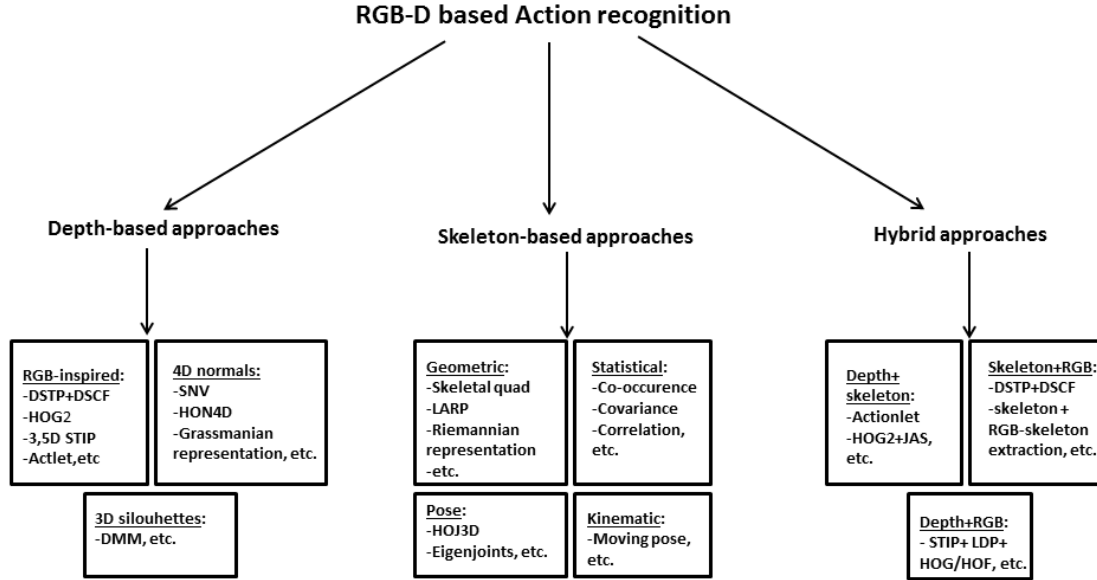 RGB-D based Action recognition
Depth-based approaches
Skeleton-based approaches
Hybrid approaches
RGB-inspired:
-DSTP+DSCF
-HOG2
-3,5D STIP
-Actlet,etc
4D normals:
-SNV
-HON4D
-Grassmanian
representation, etc.
3D silouhettes:
-DMM, etc.
Geometric:
-Skeletal quad
-LARP
-Riemannian
representation
-etc.
Statistical:
-Co-occurence
-Covariance
-Correlation,
etc.
Pose:
-HOJ3D
-Eigenjoints, etc.
Kinematic:
-Moving pose,
etc.
Depth+
skeleton:
-Actionlet
-HOG2+JAS,
etc.
Skeleton+RGB:
-DSTP+DSCF
-skeleton +
RGB-skeleton
extraction, etc.
Depth+RGB:
- STIP+ LDP+
HOG/HOF, etc.